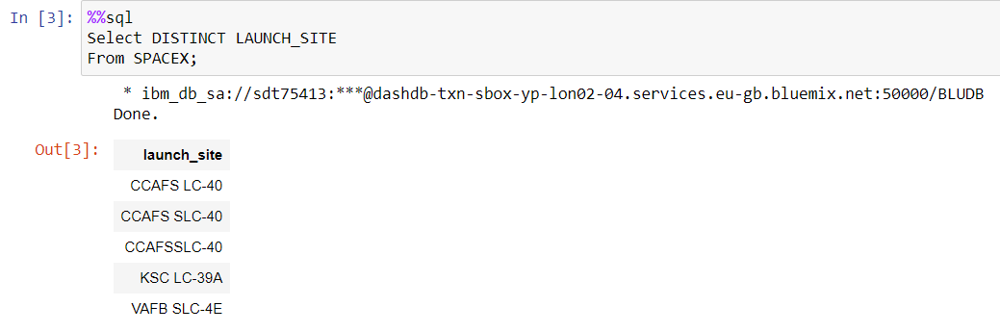 In [3]: %%sql
Select DISTINCT LAUNCH_SITE
From SPACEX;
* ibm_db_sa://sdt75413:***@dashdb-txn-sbox-yp-lon02-04.services.eu-gb.bluemix.net:50000/BLUDB
Done.
Out[3]:
launch_site
CCAFS LC-40
CCAFS SLC-40
CCAFSSLC-40
KSC LC-39A
VAFB SLC-4E